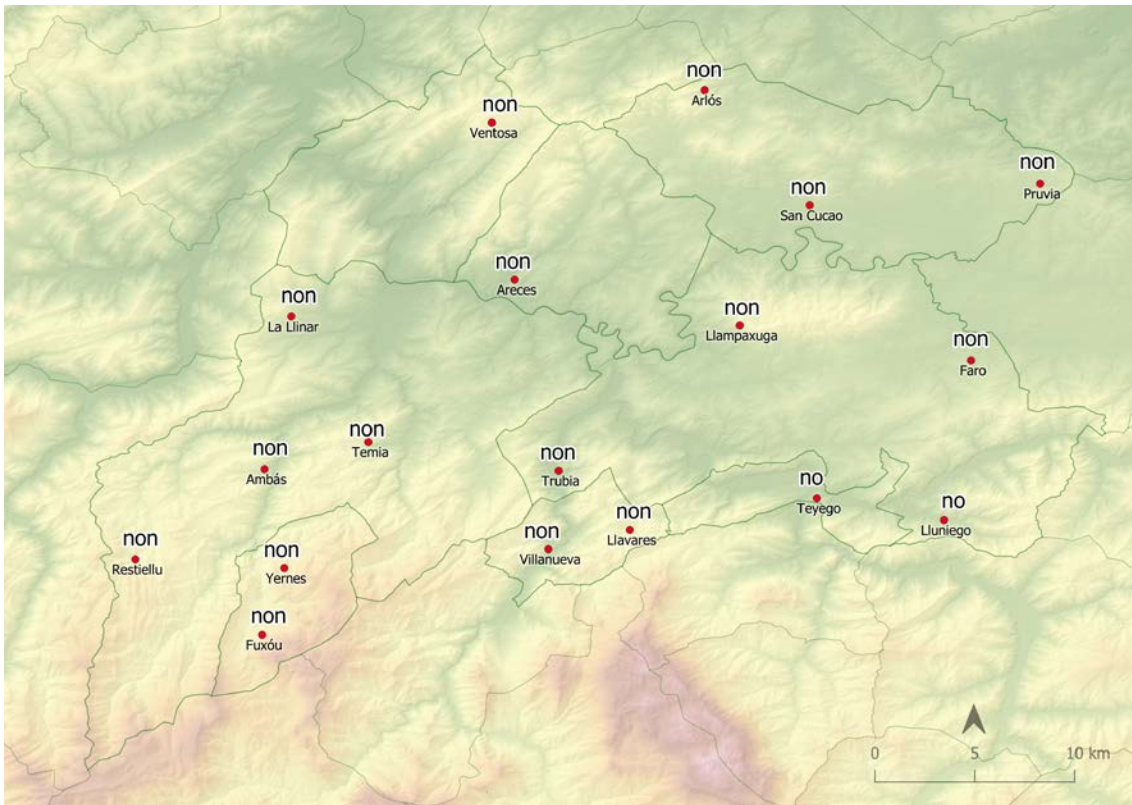 non
Arlós
non
Ventosa
non
Pruvia
non
San Cucao
non
Areces
non
La Llinar
non
Llampaxuga
non
Faro
non
Temia
non
Ambás
non
Trubia
no
Teyego
no
Lluniego
non
Llavares
non
Villanueva
non
Restiellu
non
Yernes
non
Fuxóu
0 5 10 km